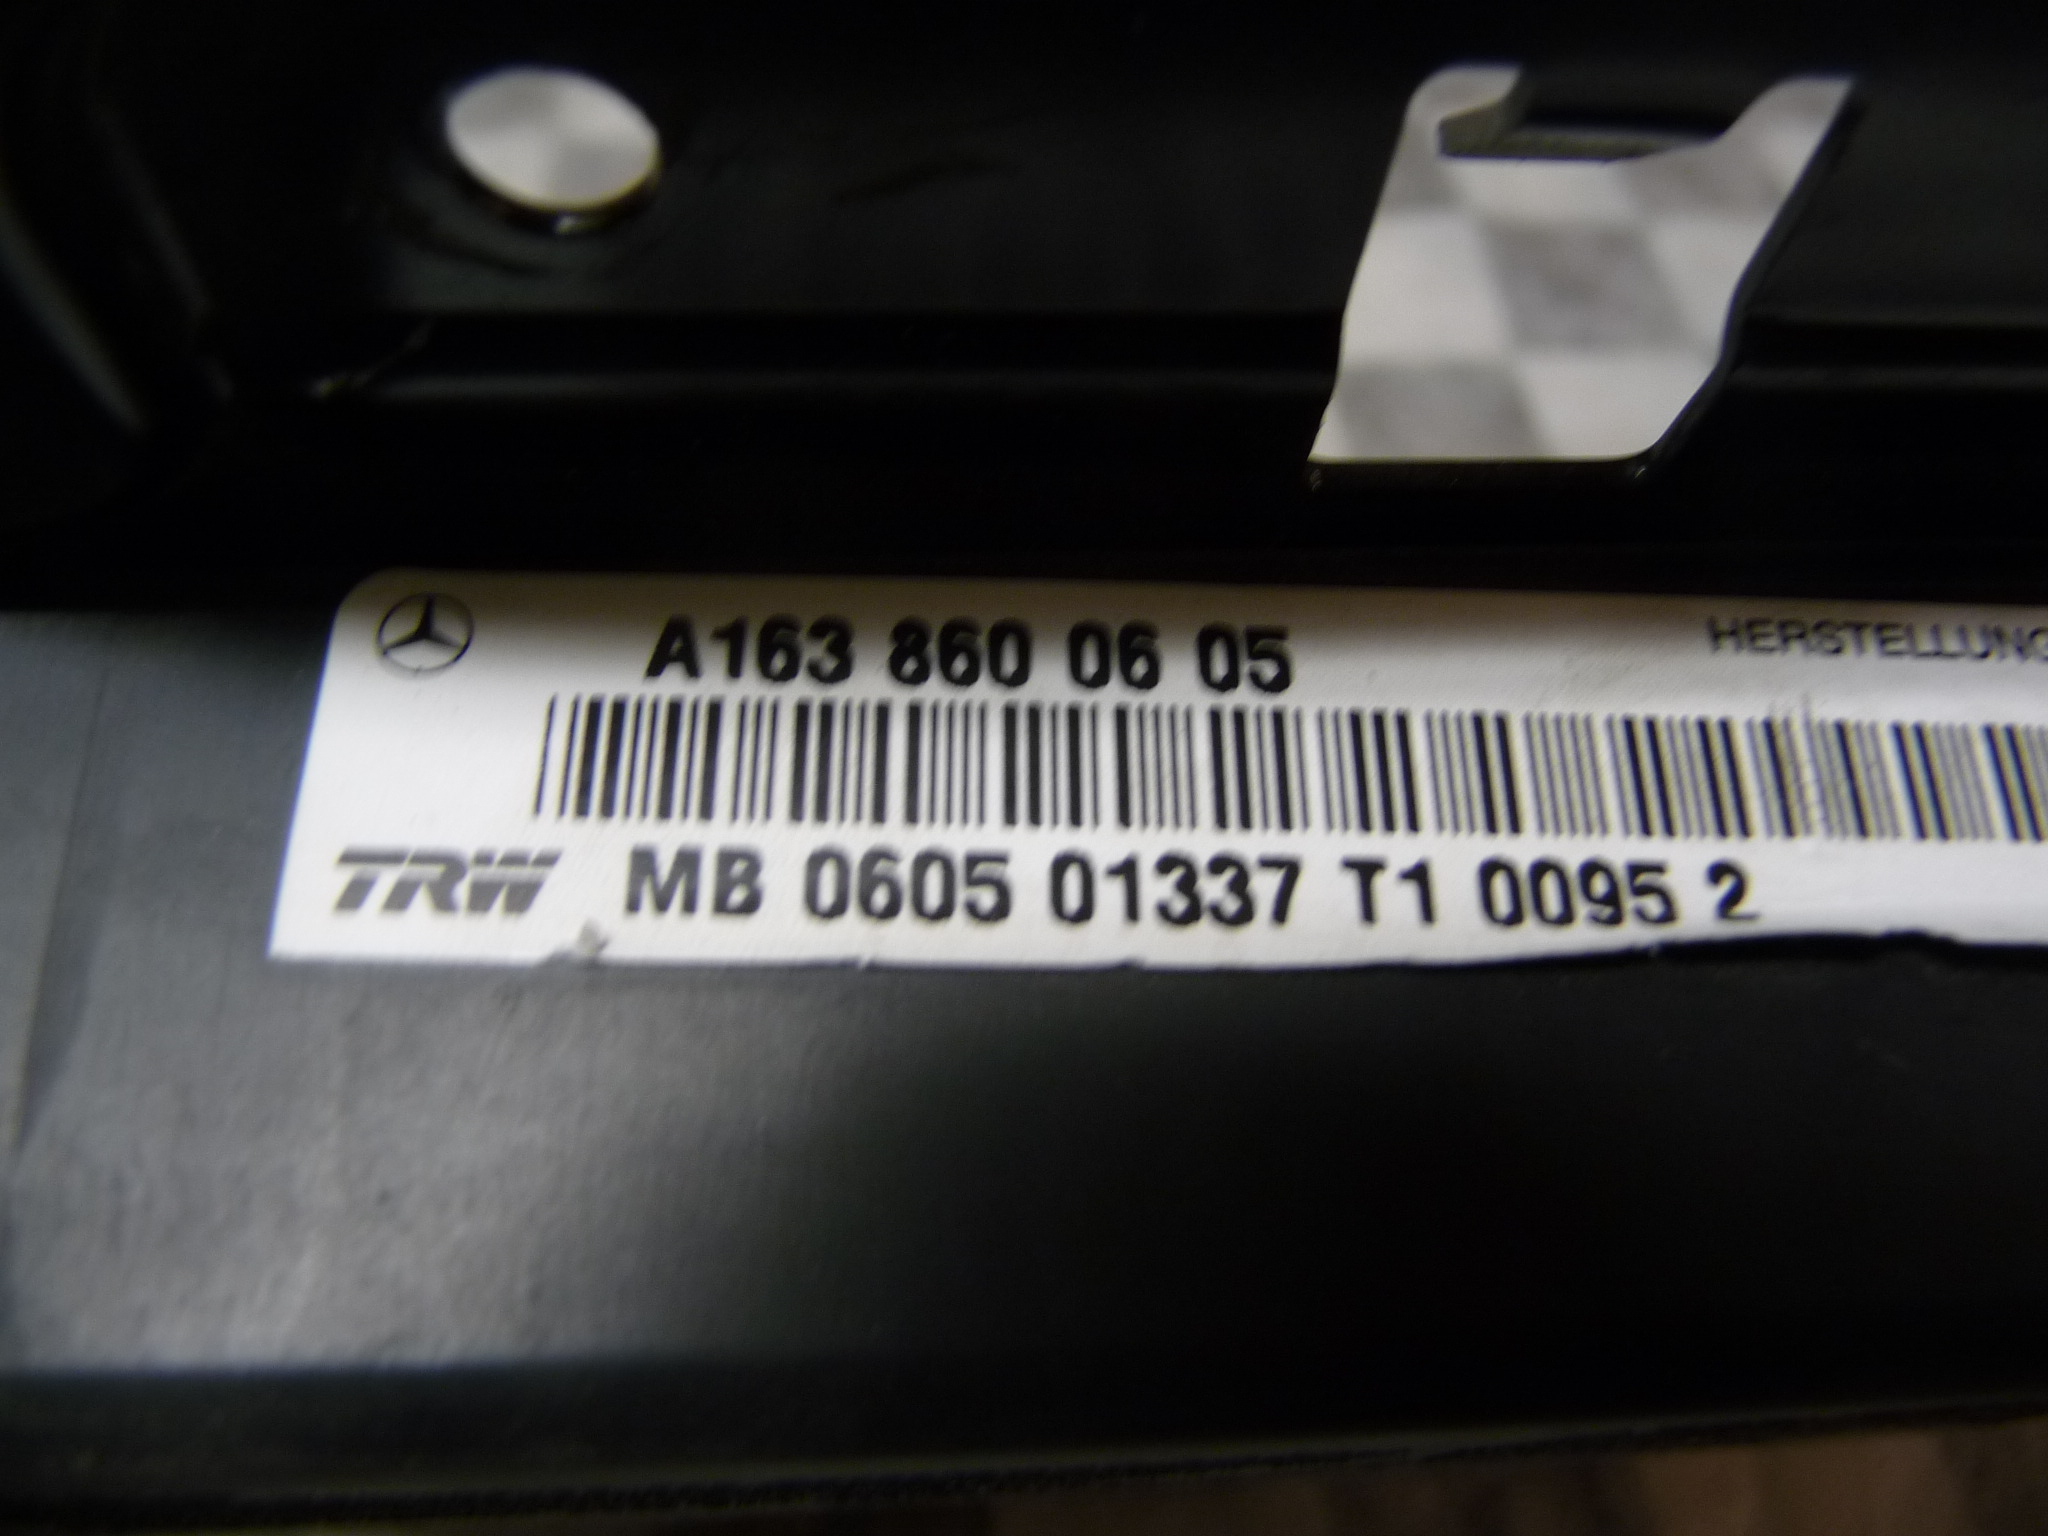 A163 860 06 05
HERSTELLUNG
TRW MB 0605 01337 T1 0095 2